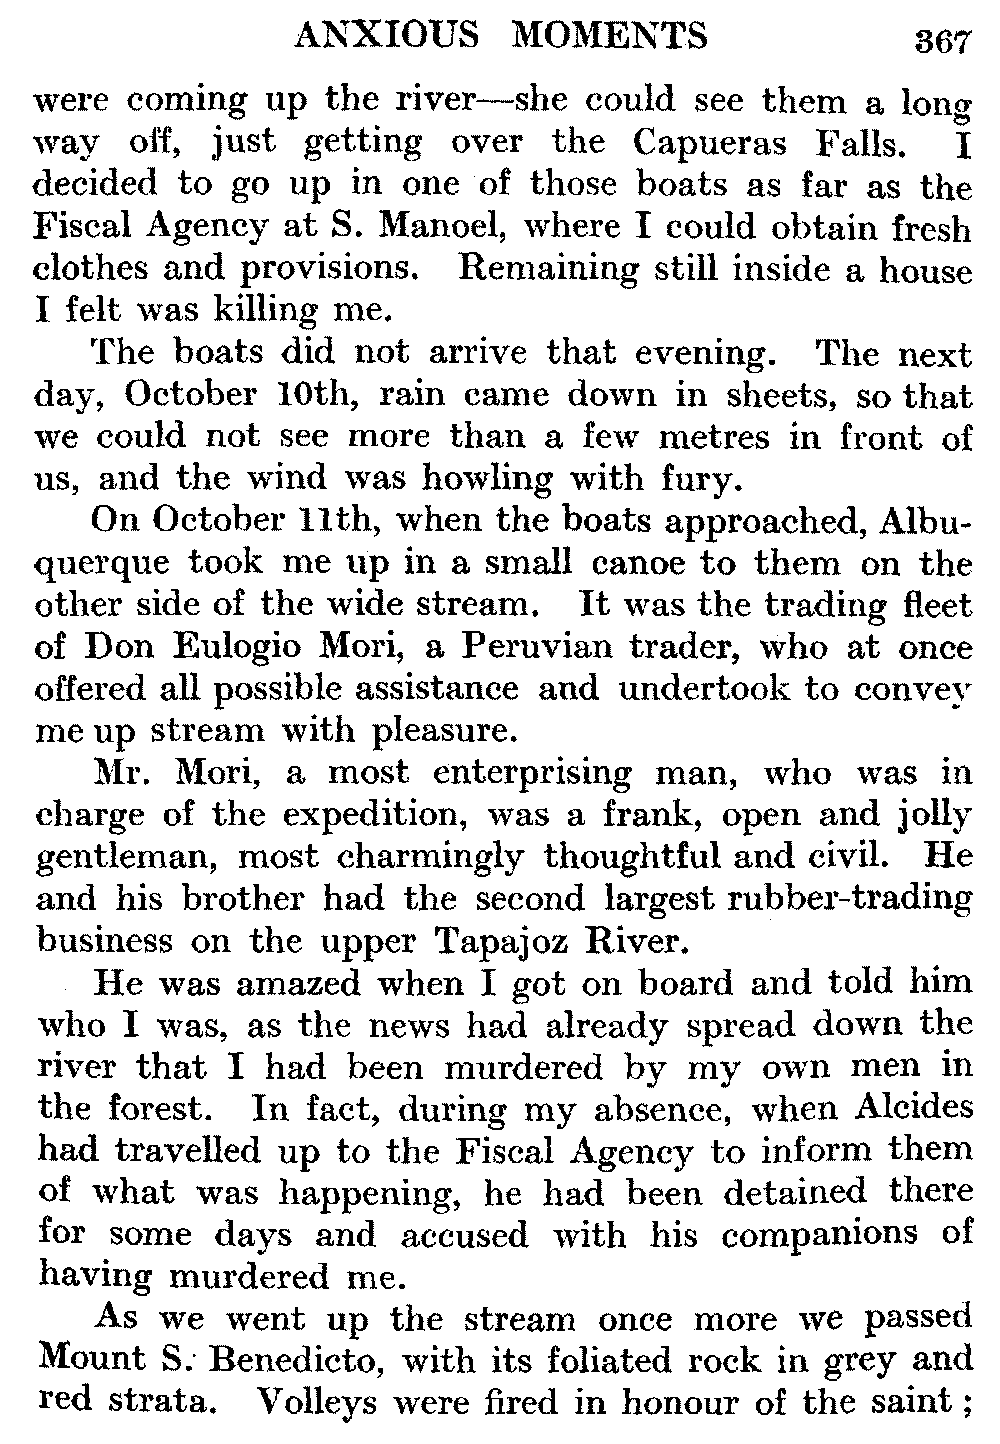 ANXIOUS MOMENTS 367
were coming up the river—she could see them a long
way off, just getting over the Capueras Falls. I
decided to go up in one of those boats as far as the
Fiscal Agency at S. Manoel, where I could obtain fresh
clothes and provisions. Remaining still inside a house
I felt was killing me.
The boats did not arrive that evening. The next
day, October 10th, rain came down in sheets, so that
we could not see more than a few metres in front of
us, and the wind was howling with fury.
On October 11th, when the boats approached, Albu-
querque took me up in a small canoe to them on the
other side of the wide stream. It was the trading fleet
of Don Eulogio Mori, a Peruvian trader, who at once
offered all possible assistance and undertook to convey
me up stream with pleasure.
Mr. Mori, a most enterprising man, who was in
charge of the expedition, was a frank, open and jolly
gentleman, most charmingly thoughtful and civil. He
and his brother had the second largest rubber-trading
business on the upper Tapajoz River.
He was amazed when I got on board and told him
who I was, as the news had already spread down the
river that I had been murdered by my own men in
the forest. In fact, during my absence, when Alcides
had travelled up to the Fiscal Agency to inform them
of what was happening, he had been detained there
for some days and accused with his companions of
having murdered me.
As we went up the stream once more we passed
Mount S. Benedicto, with its foliated rock in grey and
red strata. Volleys were fired in honour of the saint ;